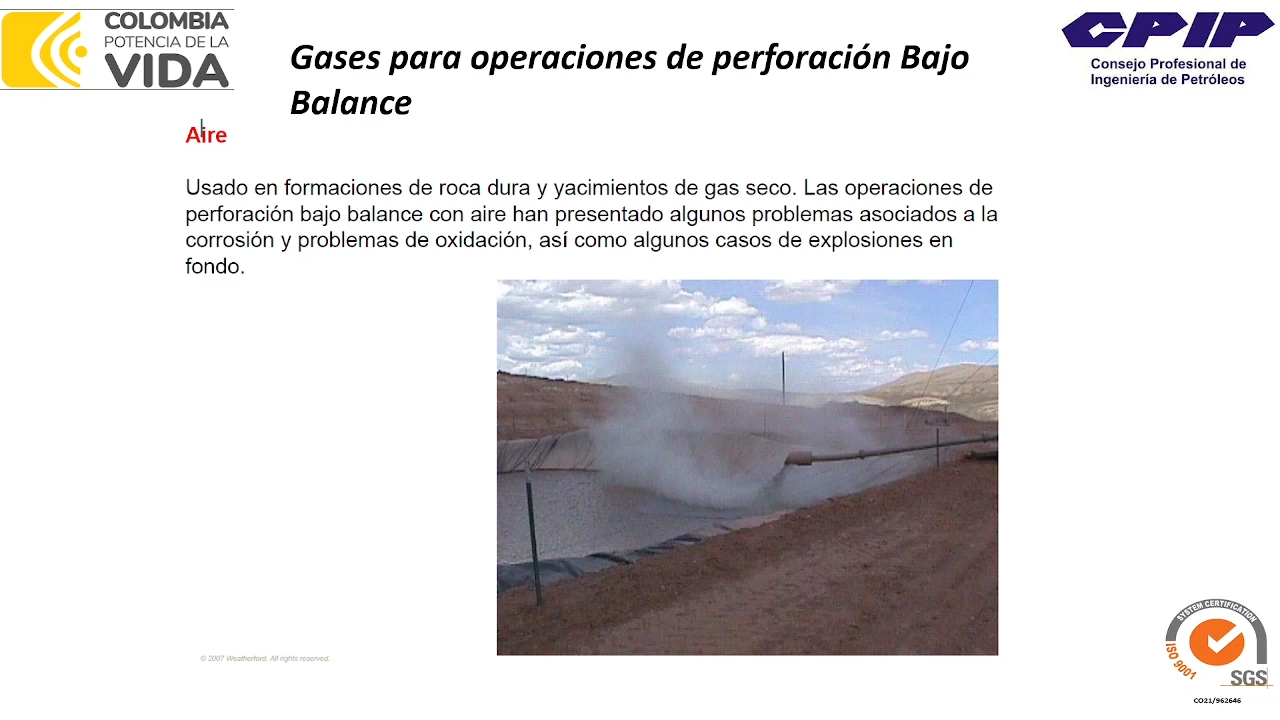 COLOMBIA
POTENCIA DE LA
VIDA
Gases para operaciones de perforación Bajo
Balance
CPIP
Consejo Profesional de
Ingeniería de Petróleos
Aire
Usado en formaciones de roca dura y yacimientos de gas seco. Las operaciones de
perforación bajo balance con aire han presentado algunos problemas asociados a la
corrosión y problemas de oxidación, así como algunos casos de explosiones en
fondo.
© 2007 Weatherford. All rights reserved.
SYSTEM CERTIFICATION
ISO 9001
SGS
CO21/962646